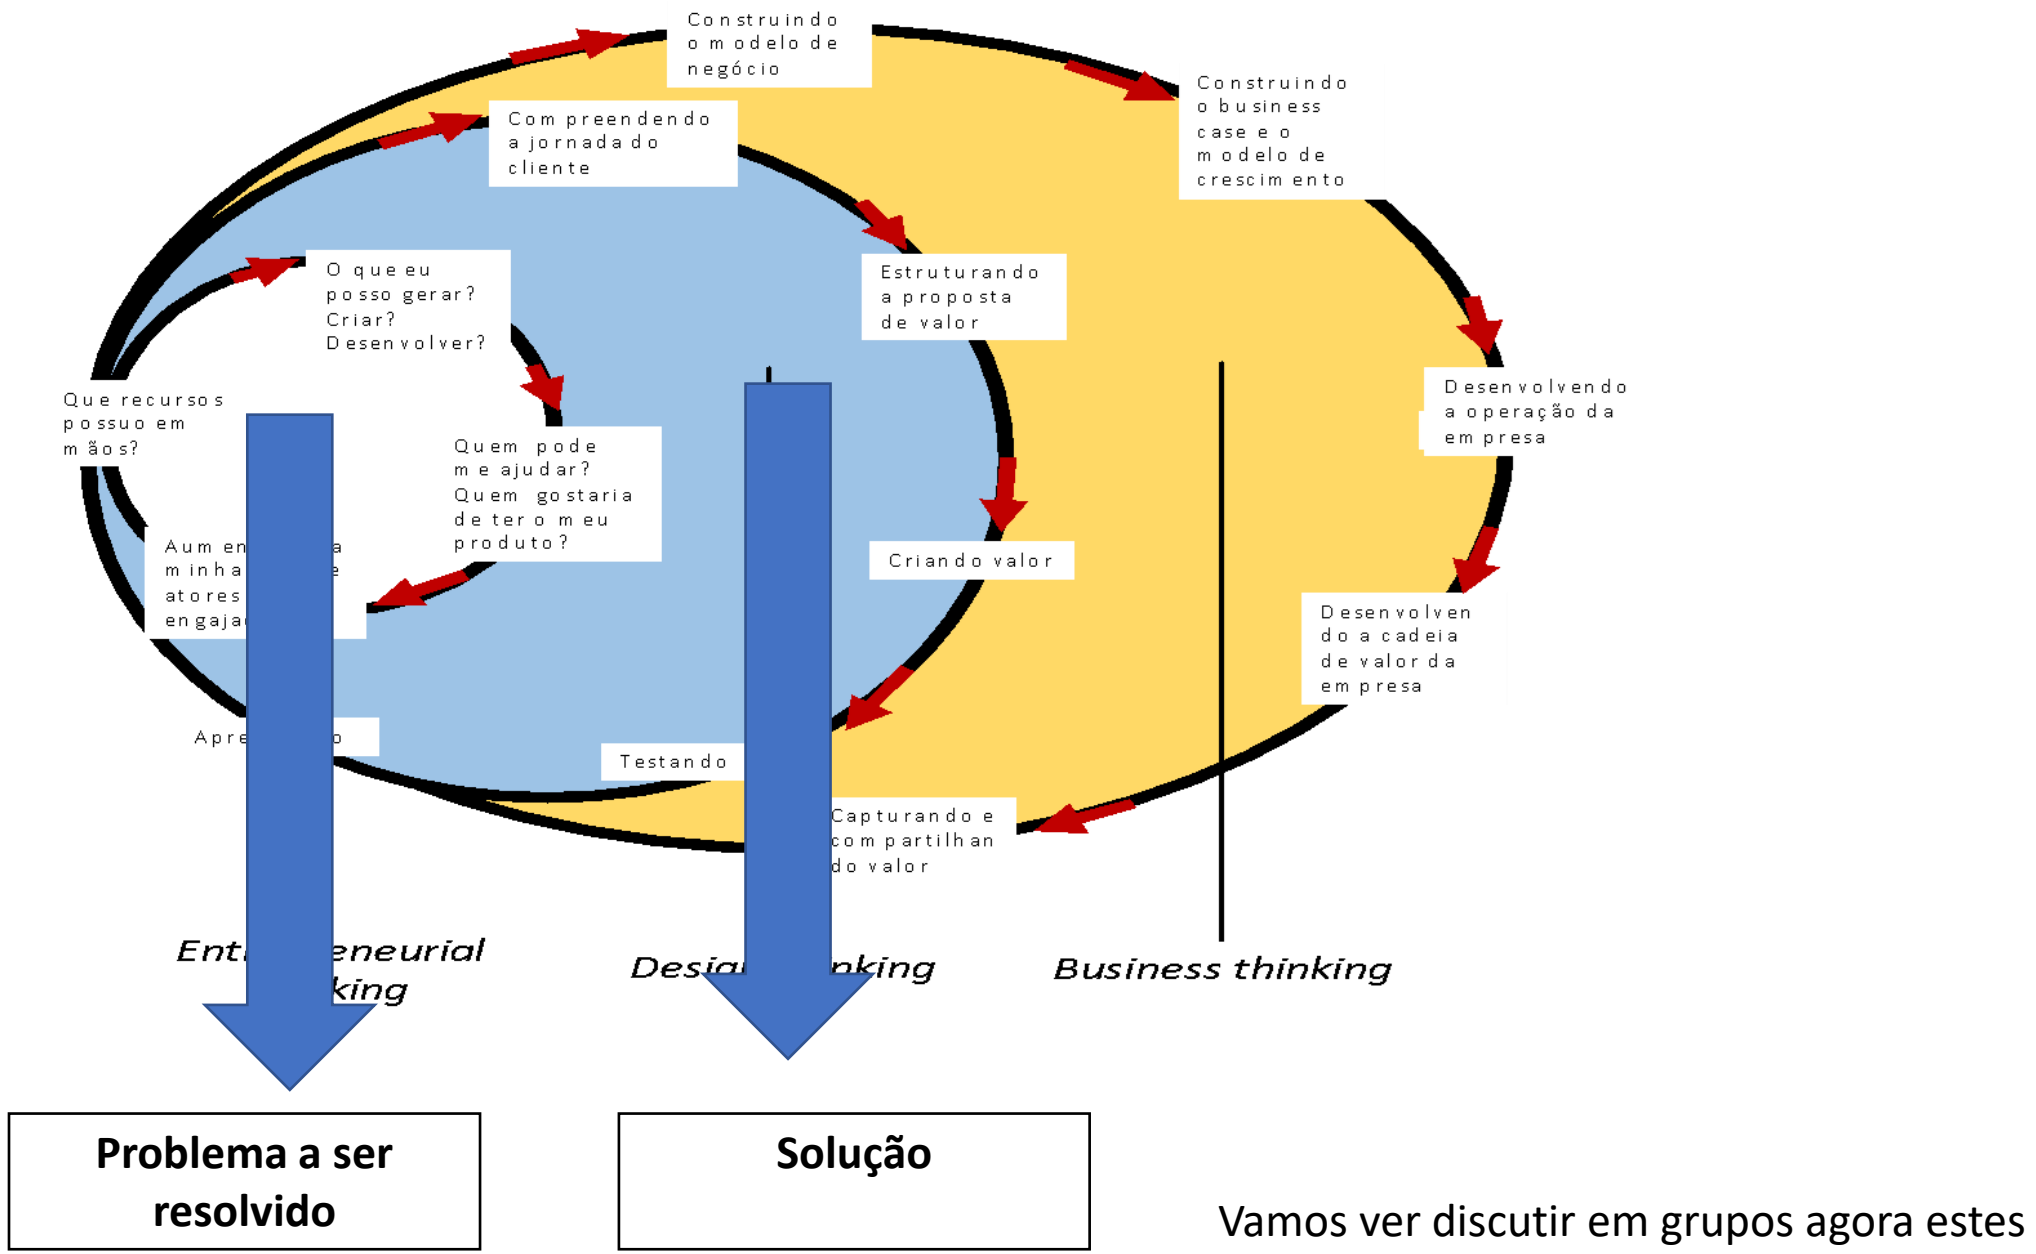 Construindo
o modelo de
negócio
Construindo
o business
case e o
modelo de
crescimento
Compreendendo
a jornada do
cliente
O que eu
posso gerar?
Criar?
Desenvolver?
Estruturando
a proposta
de valor
Que recursos
possuo em
mãos?
Desenvolvendo
a operação da
empresa
Quem pode
me ajudar?
Quem gostaria
de ter o meu
produto?
minha
atores
Criando valor
Desenvolven
do a cadeia
de valor da
empresa
Testando
Capturando e
compartilhan
do valor
Business thinking
Problema a ser
resolvido
Solução
Vamos ver discutir em grupos agora estes